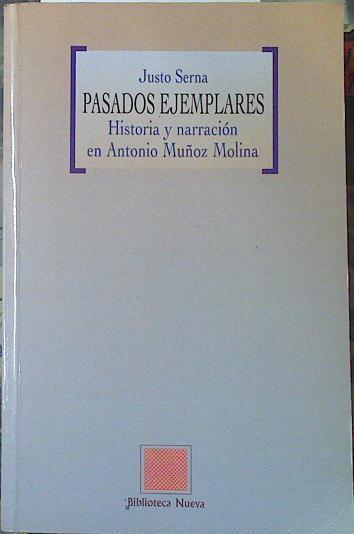 Justo Serna
PASADOS EJEMPLARES
Historia y narración
en Antonio Muñoz Molina
Biblioteca Nueva